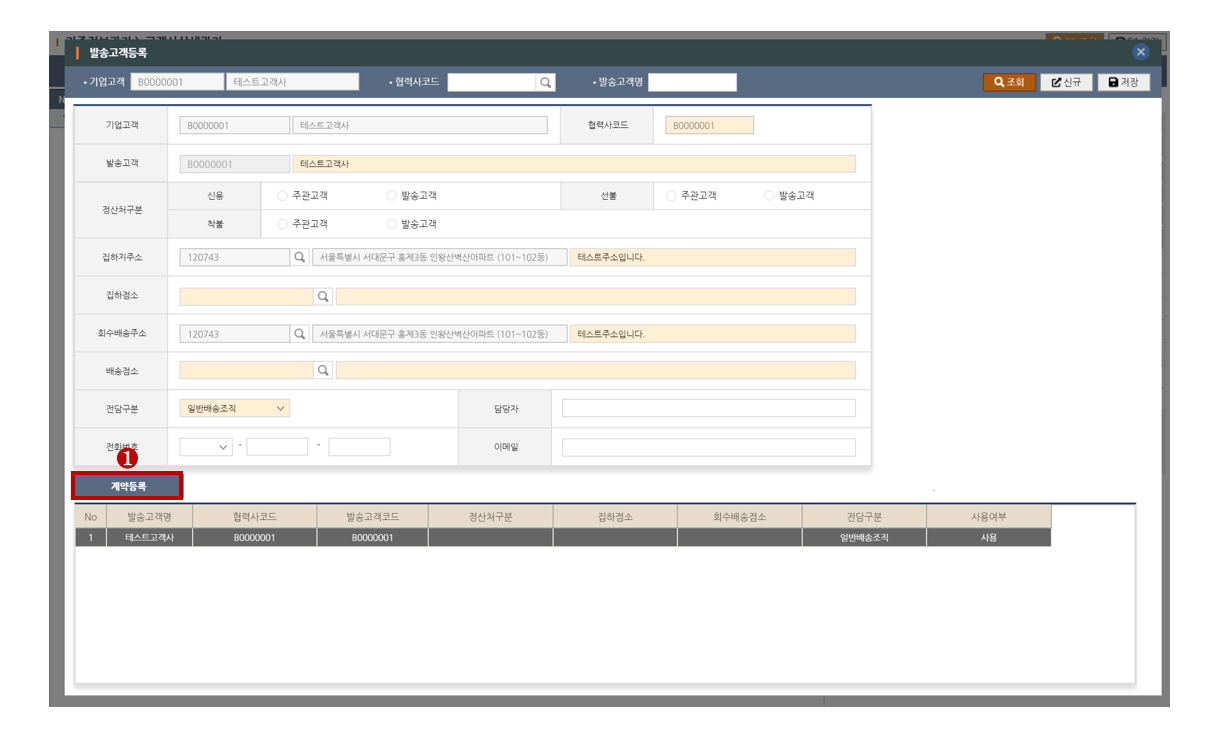 발송고객등록
•기업고객 B0000001 테스트고객사 •협력사코드 •발송고객명 조회 신규 저장
기업고객 B0000001 테스트고객사 협력사코드 B0000001
발송고객 B0000001 테스트고객사
정산처구분 신용 주관고객 발송고객 선불 주관고객 발송고객
착불 주관고객 발송고객
집하지주소 120743 서울특별시 서대문구 홍제3동 인왕산벽산아파트 (101~102동) 테스트주소입니다.
집하점소
회수배송주소 120743 서울특별시 서대문구 홍제3동 인왕산벽산아파트 (101~102동) 테스트주소입니다.
배송점소
전담구분 일반배송조직 담당자
전화번호 - - 이메일
1
계약등록
No 발송고객명 협력사코드 발송고객코드 정산처구분 집하점소 회수배송점소 전담구분 사용여부
1 테스트고객사 B0000001 B0000001 일반배송조직 사용